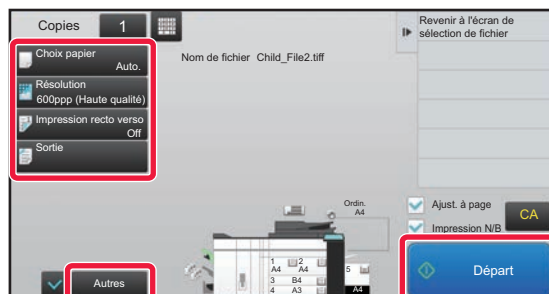 Copies
1
Choix papier
Auto.
Résolution
600ppp (Haute qualité)
Impression recto verso
Off
Sortie
Autres
Nom de fichier Child_File2.tiff
Ordin.
A4
1
A4
2
A4
3 B4
4 A3
5
A4
Revenir à l'écran de
sélection de fichier
Ajust. à page
Impression N/B
CA
Départ